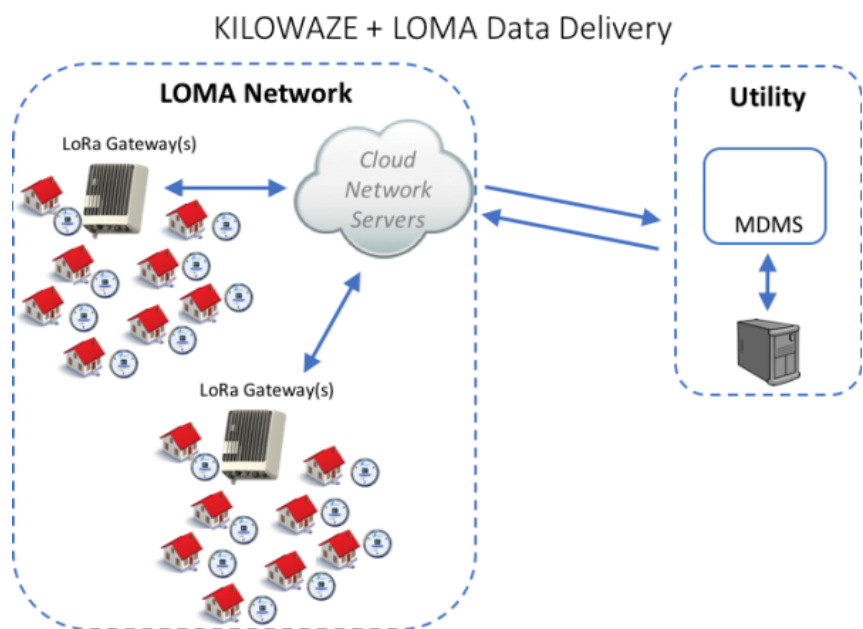 KILOWAZE + LOMA Data Delivery
LOMA Network
LoRa Gateway(s)
Cloud
Network
Servers
Utility
MDMS
LoRa Gateway(s)